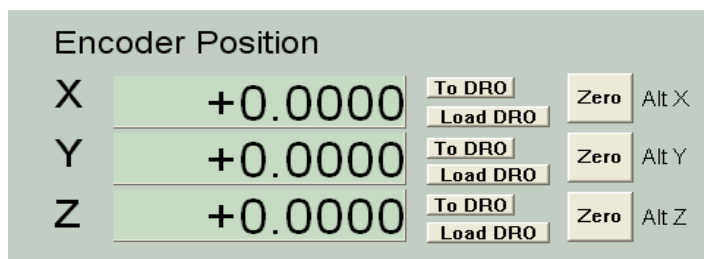 Encoder Position
X +0.0000 To DRO Load DRO Zero Alt X
Y +0.0000 To DRO Load DRO Zero Alt Y
Z +0.0000 To DRO Load DRO Zero Alt Z